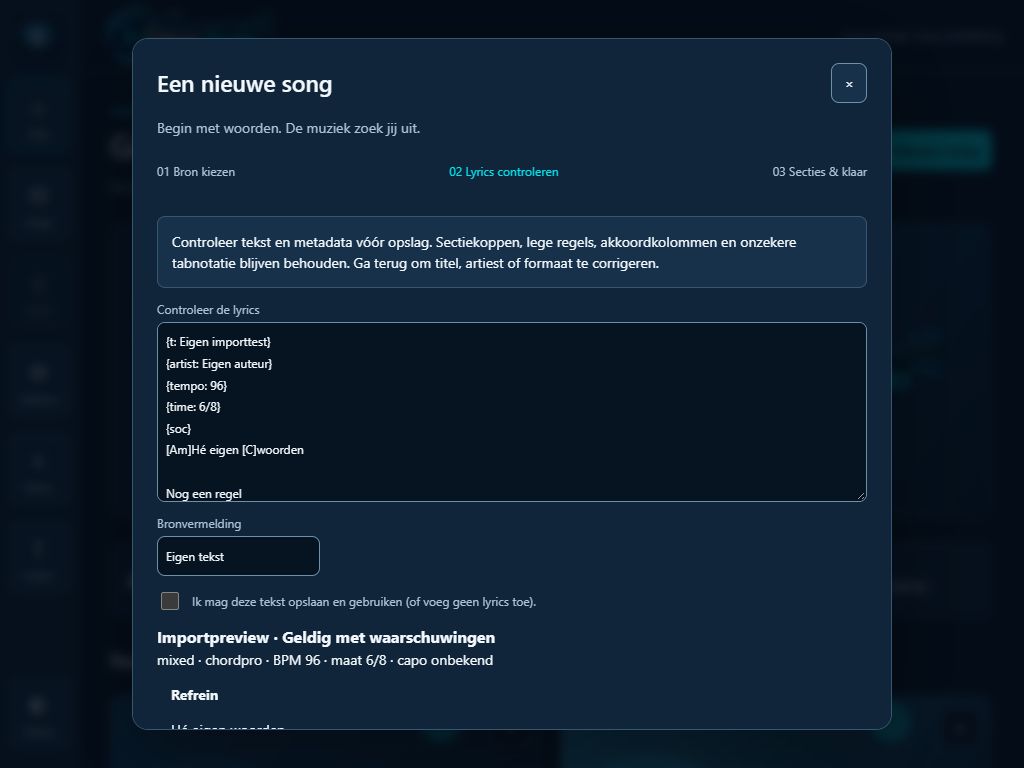 Een nieuwe song
×
Begin met woorden. De muziek zoek jij uit.
01 Bron kiezen
02 Lyrics controleren
03 Secties & klaar
Controleer tekst en metadata vóór opslag. Sectiekoppen, lege regels, akkoordkolommen en onzekere
tabnotatie blijven behouden. Ga terug om titel, artiest of formaat te corrigeren.
Controleer de lyrics
{t: Eigen importtest}
{artist: Eigen auteur}
{tempo: 96}
{time: 6/8}
{soc}
[Am]Hé eigen [C]woorden
Nog een regel
Bronvermelding
Eigen tekst
Ik mag deze tekst opslaan en gebruiken (of voeg geen lyrics toe).
Importpreview · Geldig met waarschuwingen
mixed · chordpro · BPM 96 · maat 6/8 · capo onbekend
Refrein
Hé eigen woorden